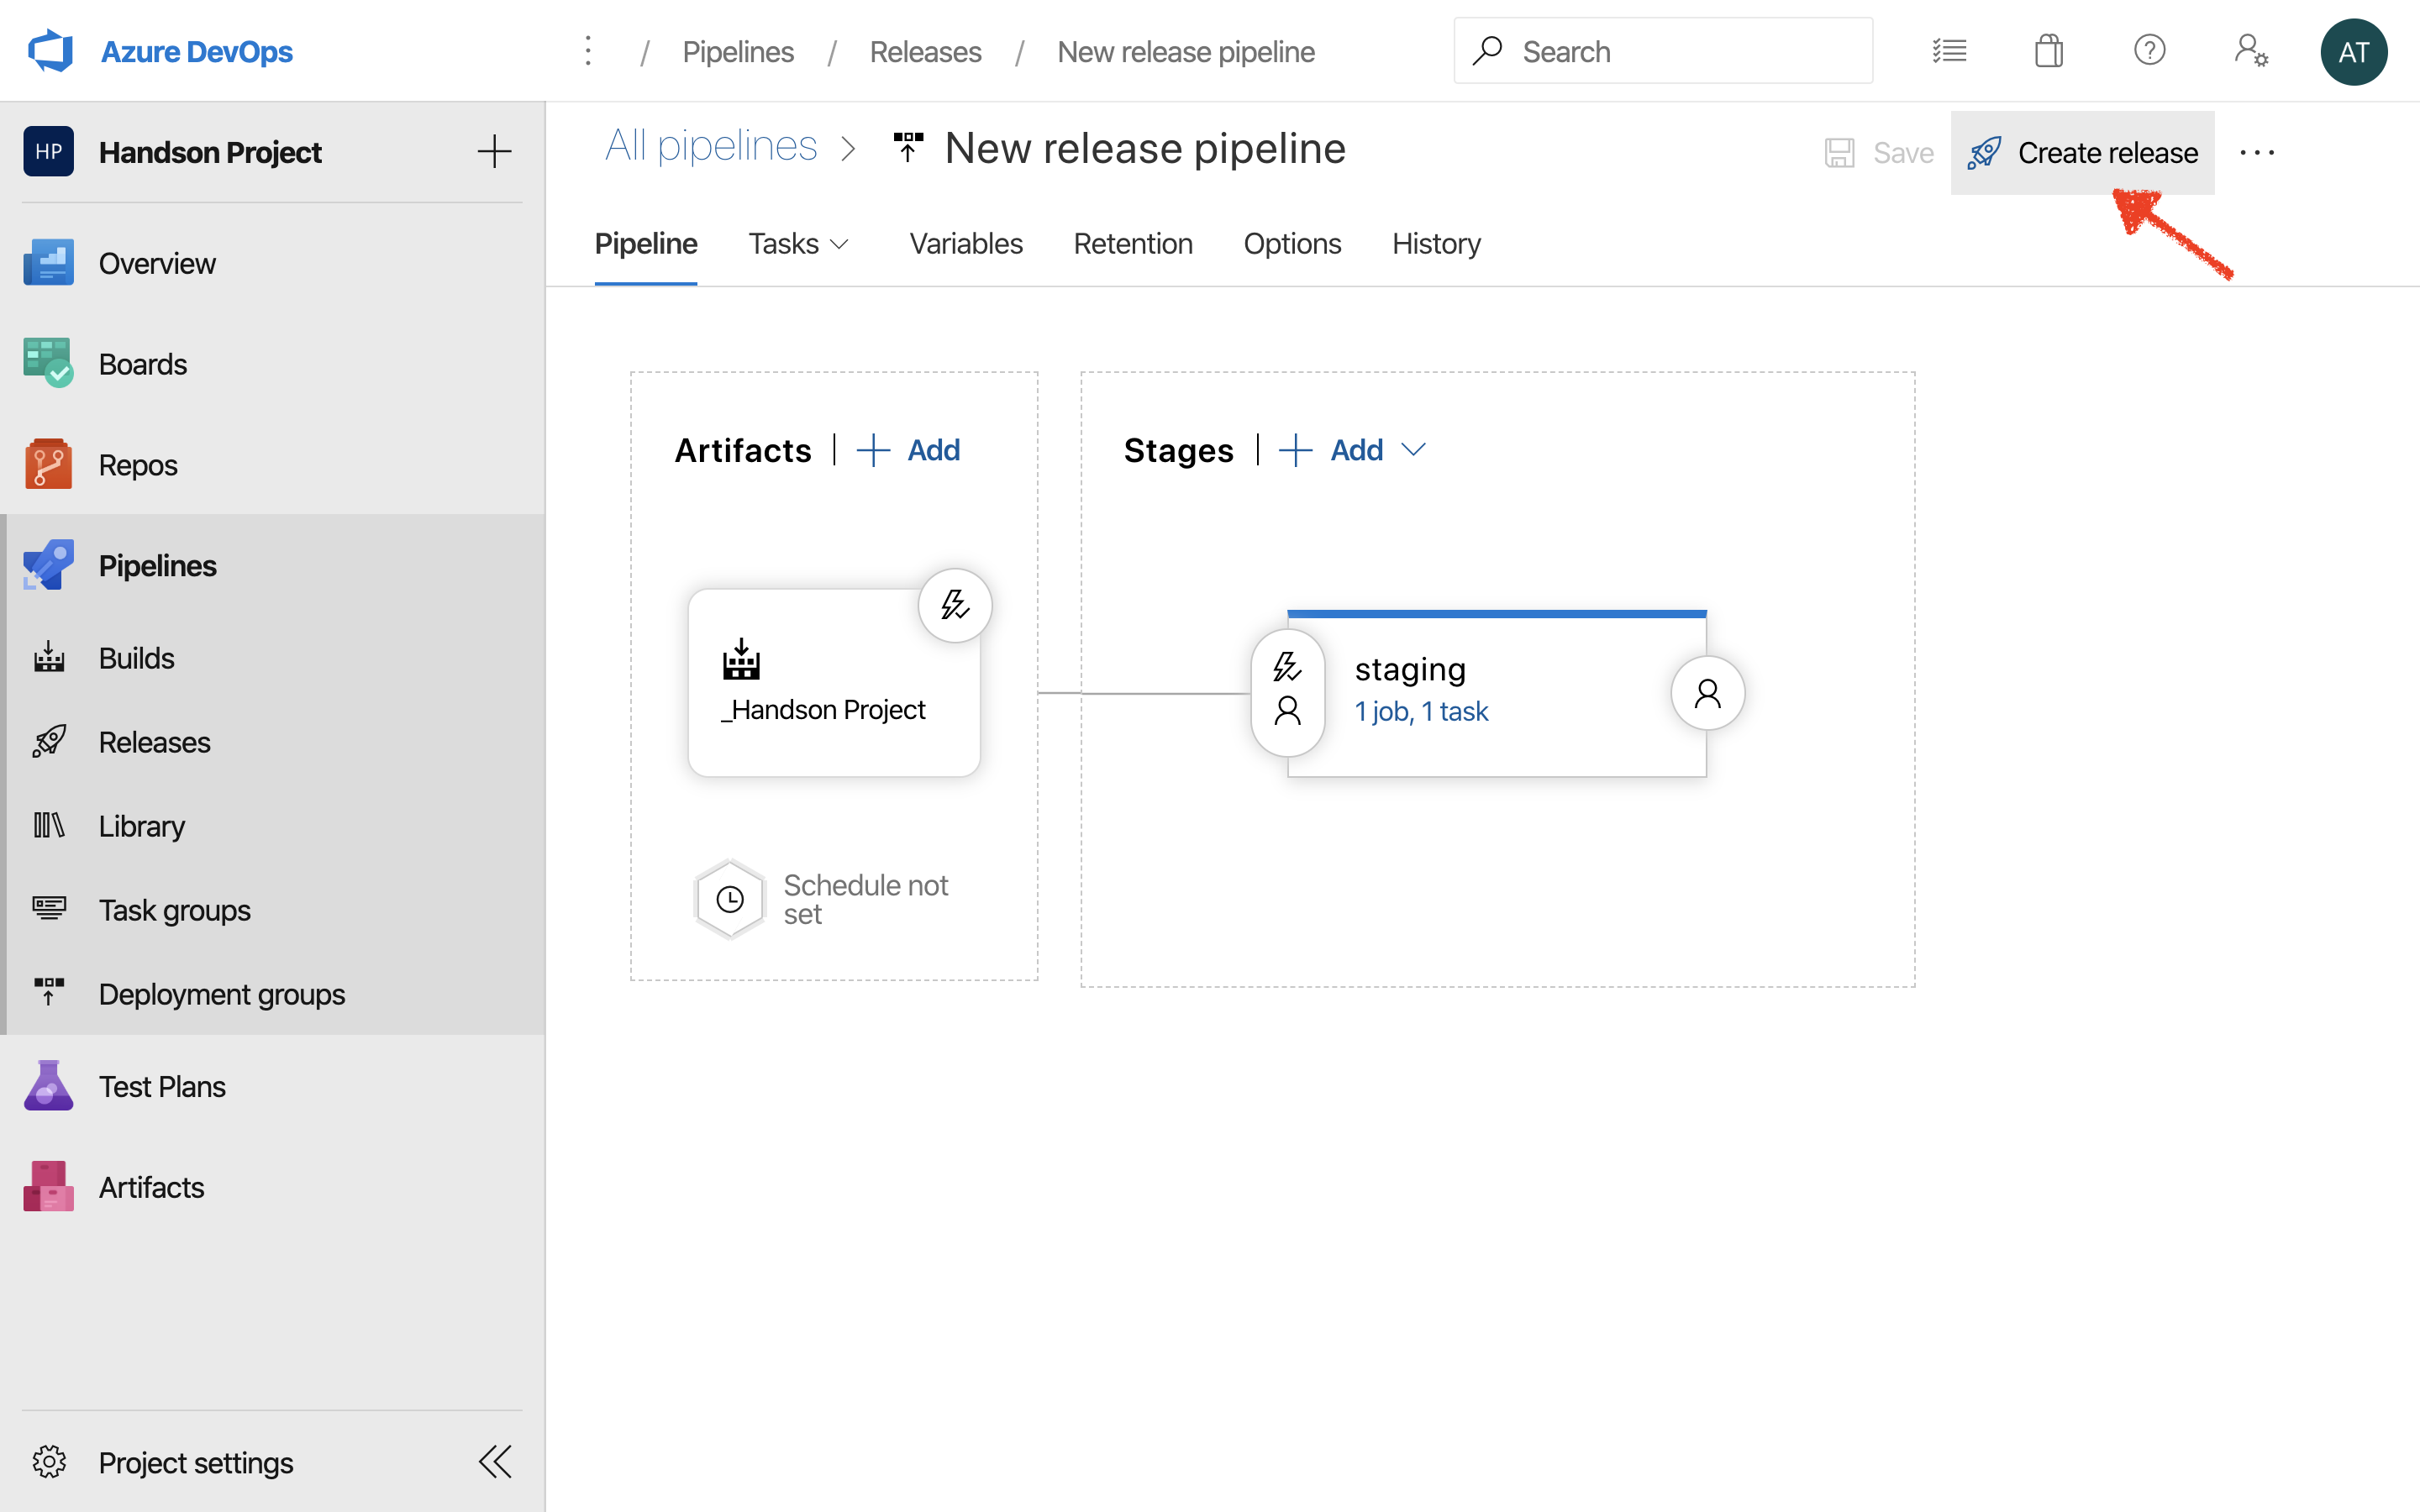 Azure DevOps
/ Pipelines / Releases / New release pipeline
Search
AT
HP
Handson Project
Overview
Boards
Repos
Pipelines
Builds
Releases
Library
Task groups
Deployment groups
Test Plans
Artifacts
Project settings
All pipelines > New release pipeline
Save
Create release
Pipeline
Tasks
Variables
Retention
Options
History
Artifacts | + Add
_Handson Project
Schedule not
set
Stages | + Add
staging
1 job, 1 task